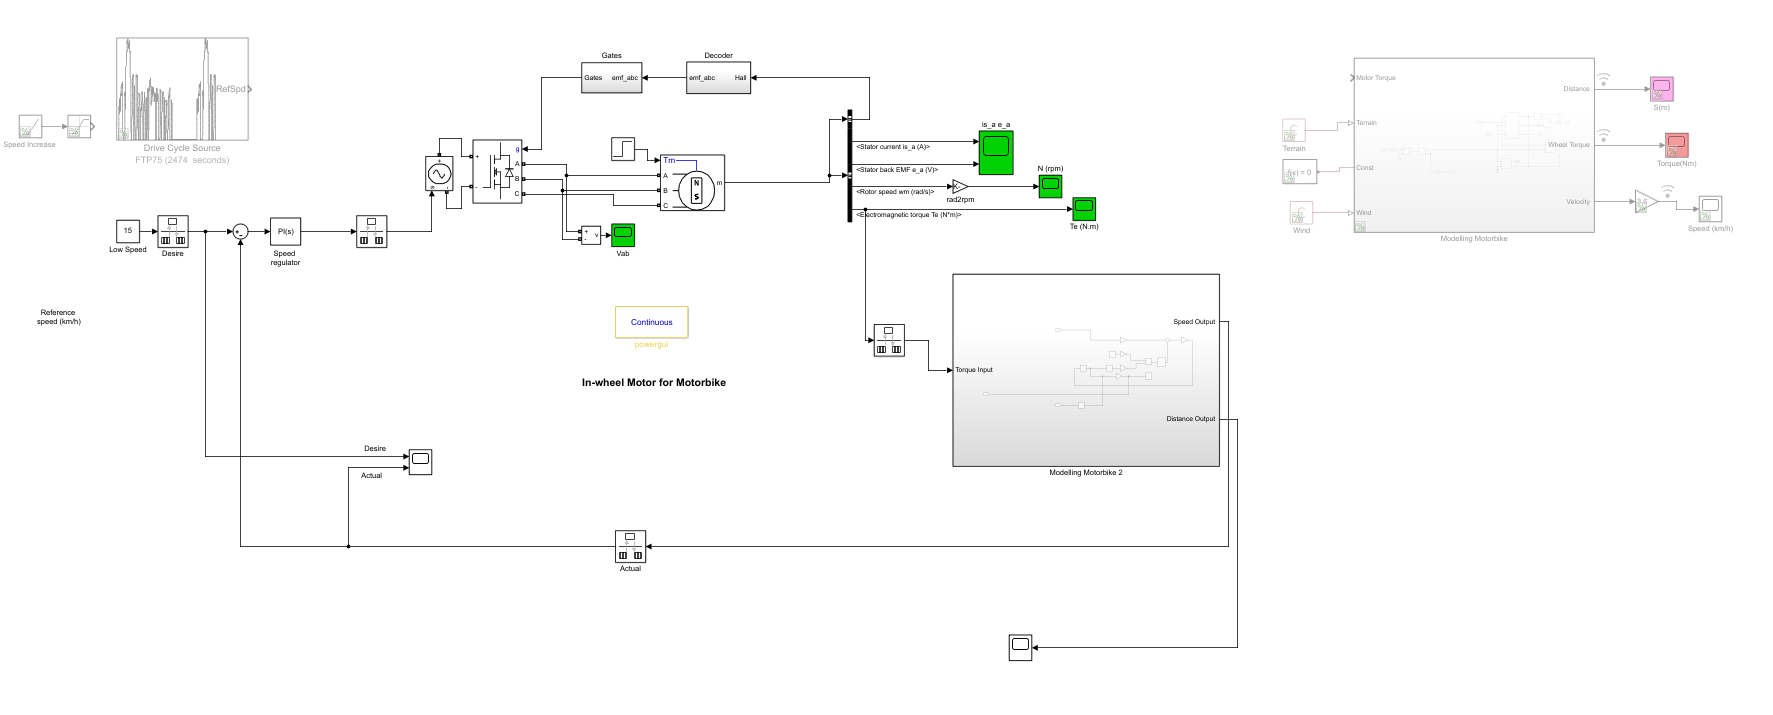 Speed Increase
RefSpd
Drive Cycle Source
FTP75 (2474 seconds)
Gates
Gates emf_abc
Decoder
emf_abc Hall
g
A
B
C
+
-
Tm
A
B
C
N
S
m
is_a e_a
<Stator current is_a (A)>
<Stator back EMF e_a (V)>
<Rotor speed wm (rad/s)>
<Electromagnetic torque Te (N*m)>
rad2rpm
N (rpm)
Te (N.m)
+
-
v
Vab
15
Low Speed
Desire
PI(s)
Speed
regulator
Reference
speed (km/h)
Continuous
powergui
In-wheel Motor for Motorbike
Torque Input
Speed Output
Distance Output
Modelling Motorbike 2
Desire
Actual
Actual
Motor Torque
Terrain
Const
Wind
Distance
Wheel Torque
Velocity
Modelling Motorbike
Terrain
f(x) = 0
Wind
S(m)
Torque(Nm)
3.6
Speed (km/h)